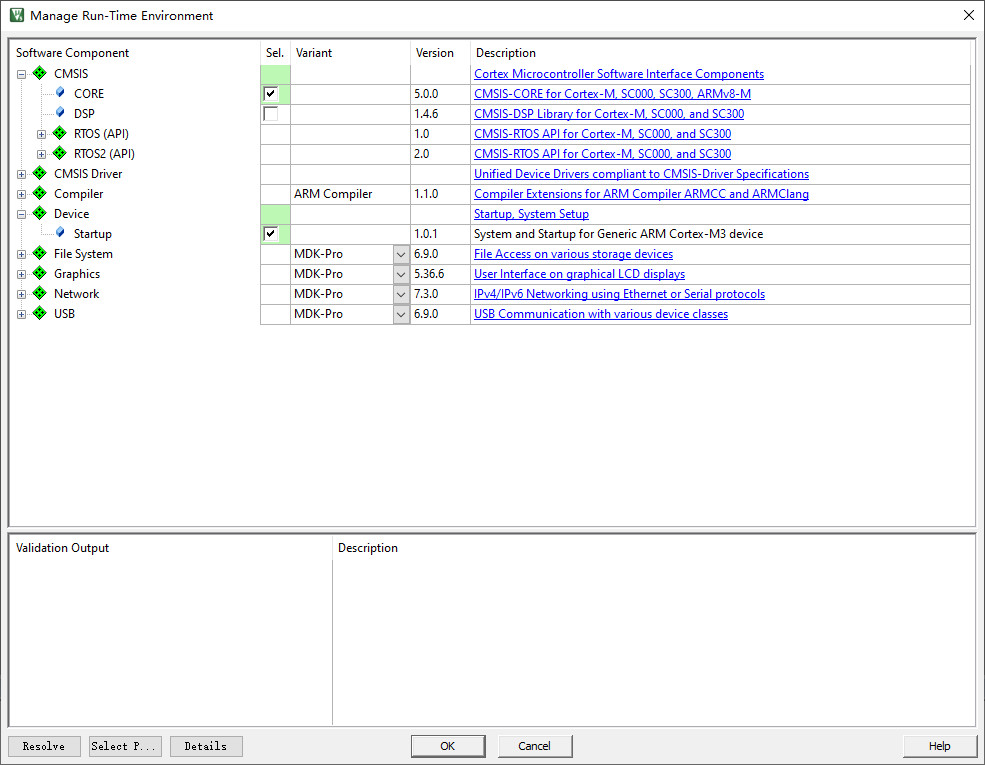 Manage Run-Time Environment
Software Component Sel. Variant Version Description
CMSIS Cortex Microcontroller Software Interface Components
CORE 5.0.0 CMSIS-CORE for Cortex-M, SC000, SC300, ARMv8-M
DSP 1.4.6 CMSIS-DSP Library for Cortex-M, SC000, and SC300
RTOS (API) 1.0 CMSIS-RTOS API for Cortex-M, SC000, and SC300
RTOS2 (API) 2.0 CMSIS-RTOS API for Cortex-M, SC000, and SC300
CMSIS Driver Unified Device Drivers compliant to CMSIS-Driver Specifications
Compiler ARM Compiler 1.1.0 Compiler Extensions for ARM Compiler ARMCC and ARMClang
Device Startup, System Setup
Startup 1.0.1 System and Startup for Generic ARM Cortex-M3 device
File System MDK-Pro 6.9.0 File Access on various storage devices
Graphics MDK-Pro 5.36.6 User Interface on graphical LCD displays
Network MDK-Pro 7.3.0 IPv4/IPv6 Networking using Ethernet or Serial protocols
USB MDK-Pro 6.9.0 USB Communication with various device classes
Validation Output Description
Resolve Select P... Details OK Cancel Help